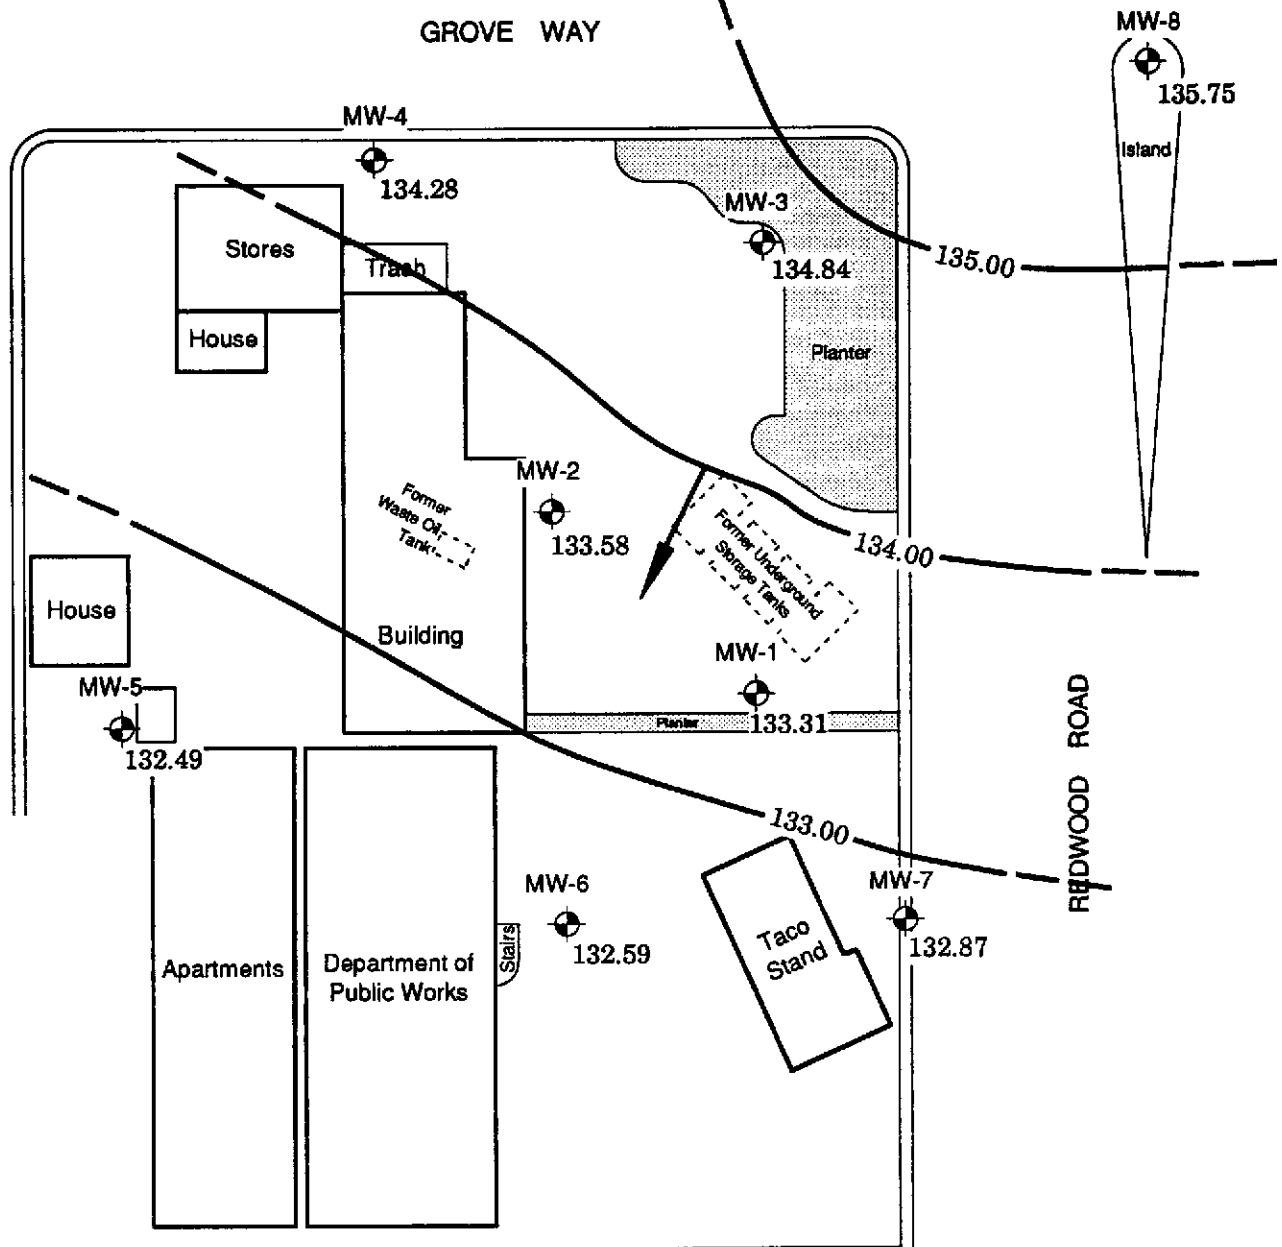 GROVE WAY
MW-8
135.75
Island
MW-4
134.28
MW-3
134.84
135.00
Stores
Trash
House
Planter
MW-2
133.58
Former
Waste Oil
Tank
Former Underground
Storage Tanks
134.00
House
Building
MW-1
133.31
Planter
MW-5
132.49
REDWOOD ROAD
133.00
MW-6
132.59
MW-7
132.87
Stairs
Taco
Stand
Apartments
Department of
Public Works